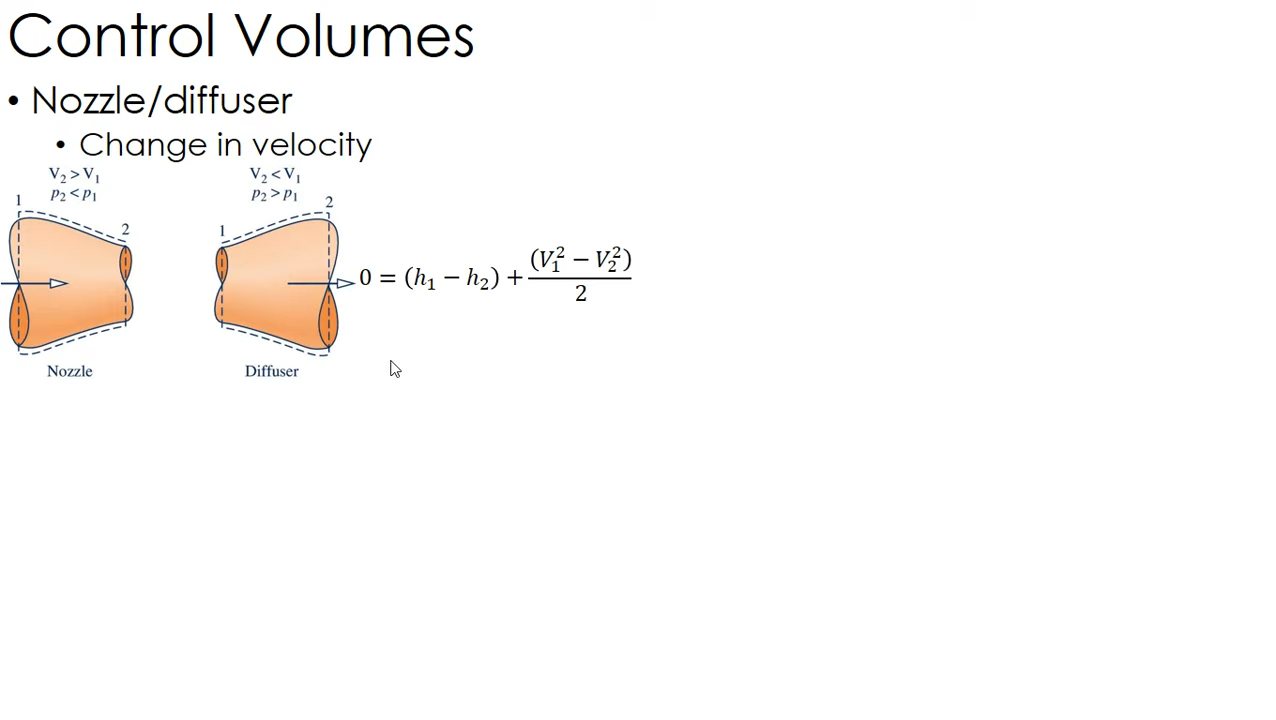 Control Volumes
• Nozzle/diffuser
• Change in velocity
V₂ > V₁
p₂ < p₁
V₂ < V₁
p₂ > p₁
1
2
1
2
0 = (h₁ − h₂) + (V₁² − V₂²)/2
Nozzle
Diffuser